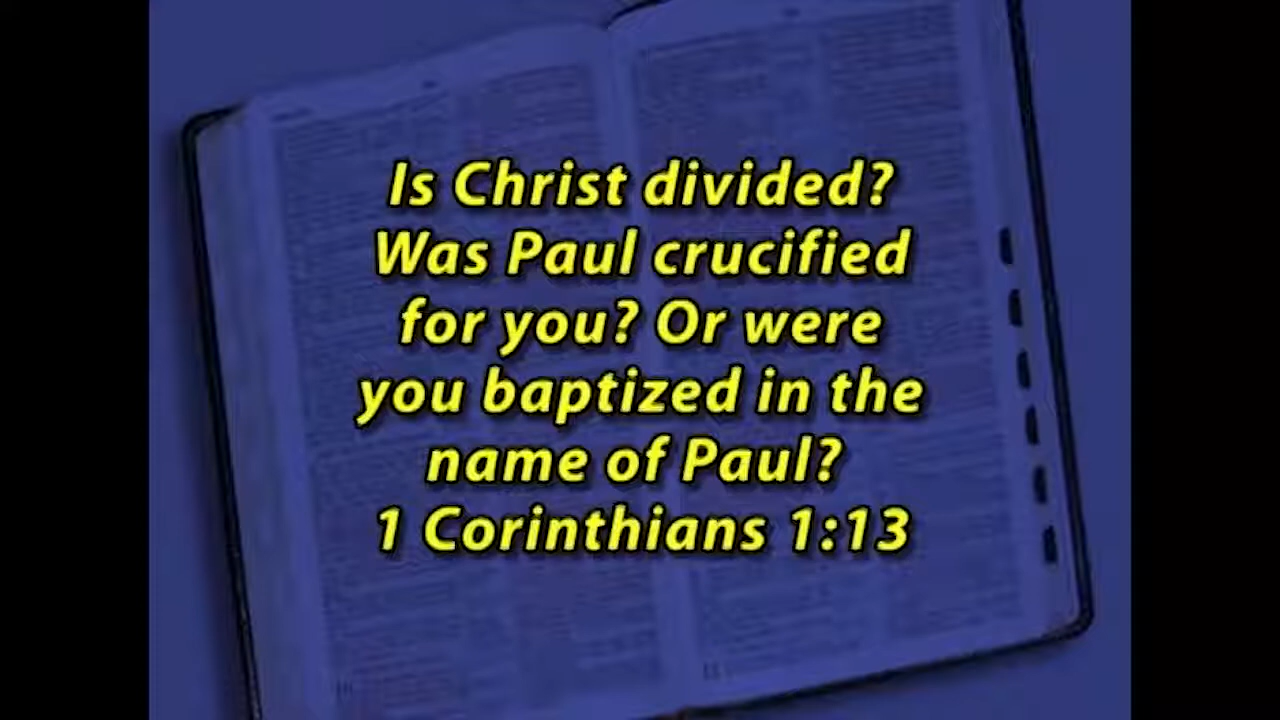 Is Christ divided?
Was Paul crucified
for you? Or were
you baptized in the
name of Paul?
1 Corinthians 1:13